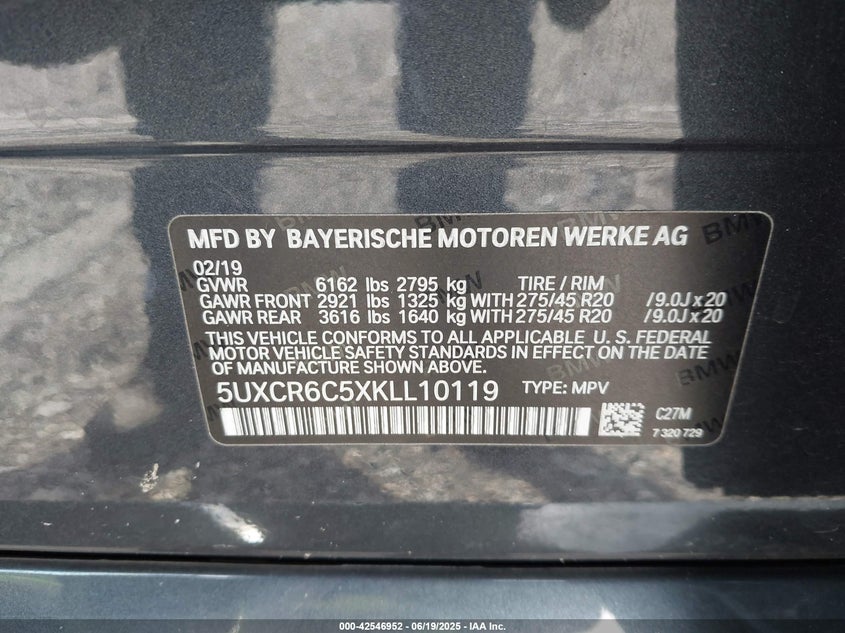 MFD BY BAYERISCHE MOTOREN WERKE AG
02/19
GVWR 6162 lbs 2795 kg TIRE / RIM
GAWR FRONT 2921 lbs 1325 kg WITH 275/45 R20 /9.0J x 20
GAWR REAR 3616 lbs 1640 kg WITH 275/45 R20 /9.0J x 20
THIS VEHICLE CONFORMS TO ALL APPLICABLE U. S. FEDERAL
MOTOR VEHICLE SAFETY STANDARDS IN EFFECT ON THE DATE
OF MANUFACTURE SHOWN ABOVE.
5UXCR6C5XKLL10119 TYPE: MPV
C27M
7 320 729
000-42546952 - 06/19/2025 - IAA Inc.